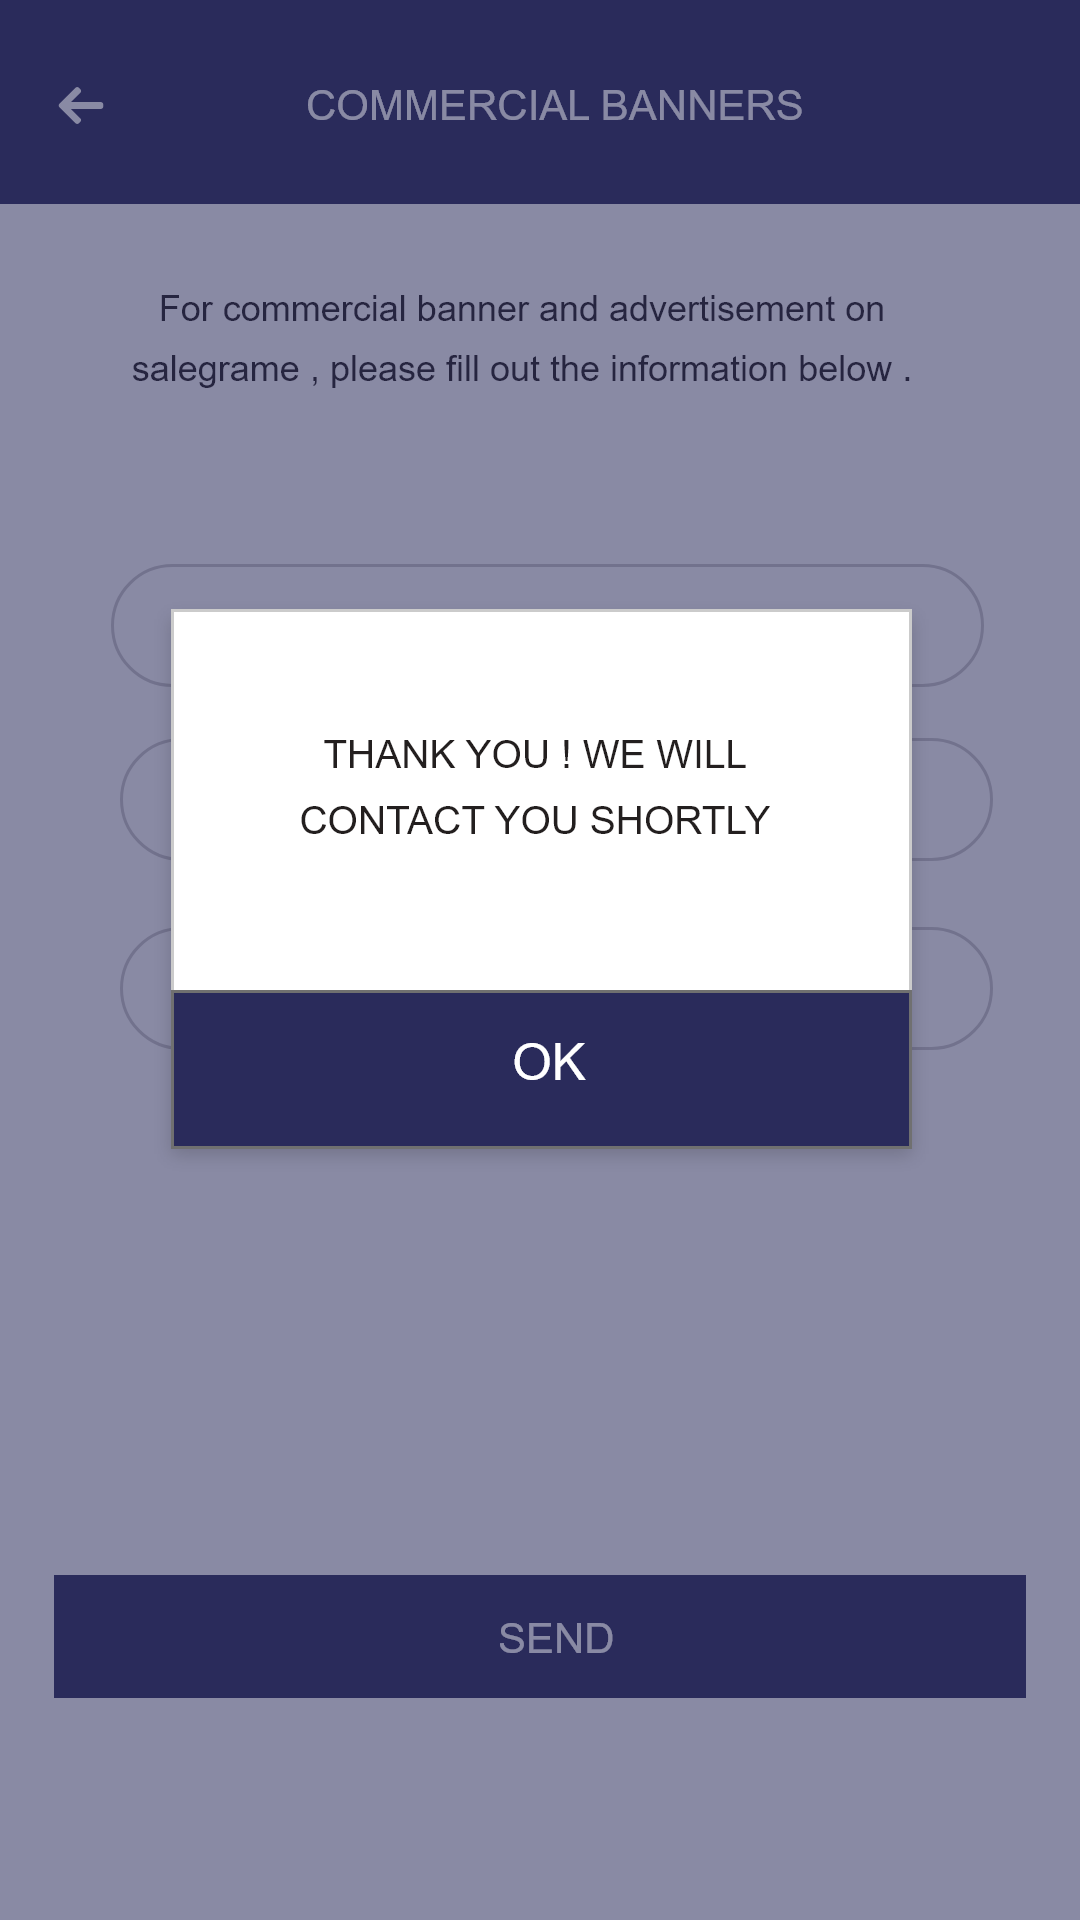 COMMERCIAL BANNERS
For commercial banner and advertisement on
salegrame , please fill out the information below .
THANK YOU ! WE WILL
CONTACT YOU SHORTLY
OK
SEND